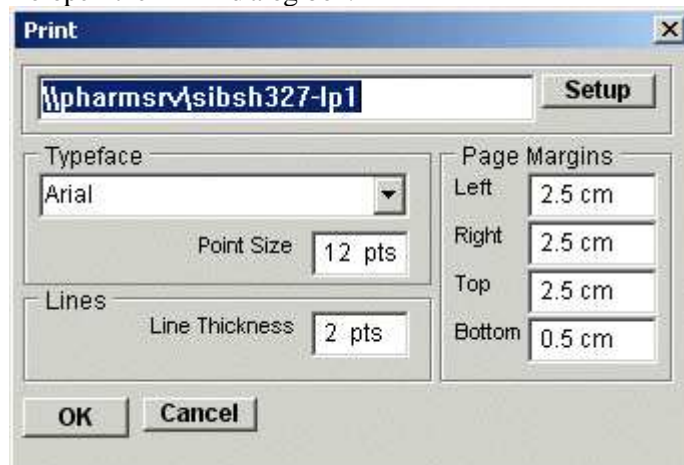 Print
\\pharmsrv\sibsh327-lp1
Setup
Typeface
Arial
Point Size 12 pts
Lines
Line Thickness 2 pts
Page Margins
Left 2.5 cm
Right 2.5 cm
Top 2.5 cm
Bottom 0.5 cm
OK Cancel